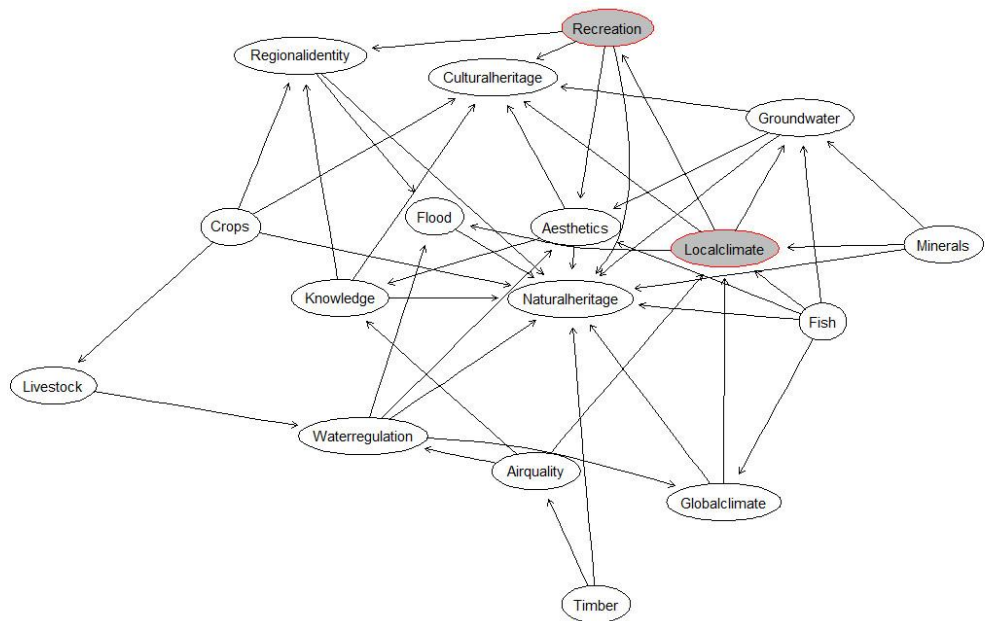 Recreation
Regionalidentity
Culturalheritage
Groundwater
Crops
Flood
Aesthetics
Localclimate
Minerals
Knowledge
Naturalheritage
Fish
Livestock
Waterregulation
Airquality
Globalclimate
Timber